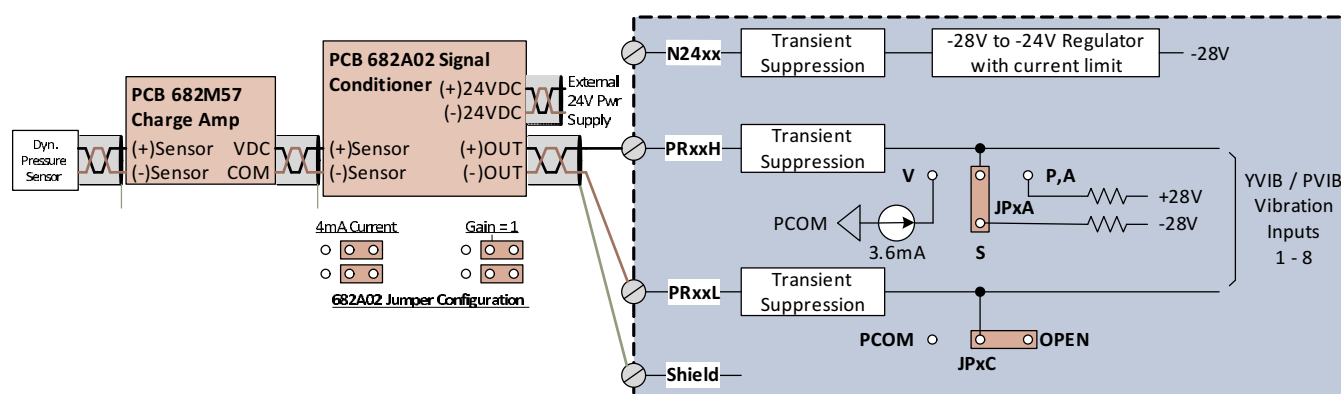 Dyn.
Pressure
Sensor
PCB 682M57
Charge Amp
(+)Sensor VDC
(-)Sensor COM
PCB 682A02 Signal
Conditioner
(+)24VDC
(-)24VDC
(+)Sensor (+)OUT
(-)Sensor (-)OUT
External
24V Pwr
Supply
4mA Current
Gain = 1
682A02 Jumper Configuration
N24xx
Transient
Suppression
-28V to -24V Regulator
with current limit
-28V
PRxxH
Transient
Suppression
V
P,A
JPxA
+28V
-28V
PCOM
3.6mA
S
YVIB / PVIB
Vibration
Inputs
1 - 8
PRxxL
Transient
Suppression
PCOM
OPEN
JPxC
Shield